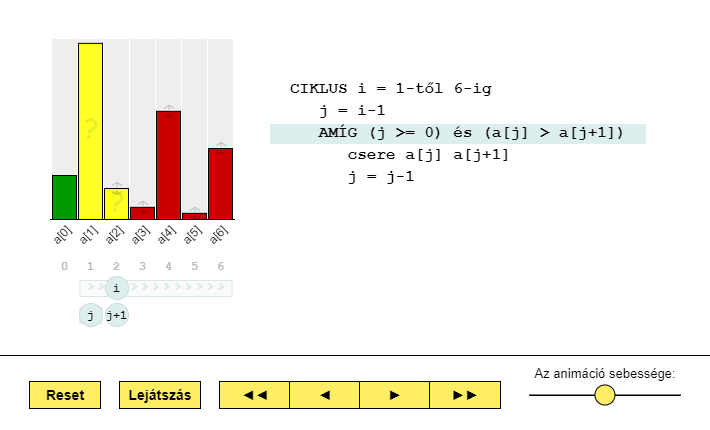 CIKLUS i = 1-től 6-ig
j = i-1
AMÍG (j >= 0) és (a[j] > a[j+1])
csere a[j] a[j+1]
j = j-1
? ?
a[0] a[1] a[2] a[3] a[4] a[5] a[6]
0 1 2 3 4 5 6
i
j j+1
Az animáció sebessége:
Reset Lejátszás